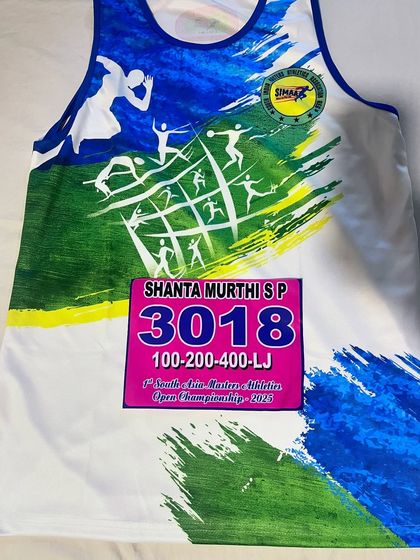 SIMAA
SHANTA MURTHI S P
3018
100-200-400-LJ
1st South Asia Masters Athletics
Open Championship - 2025